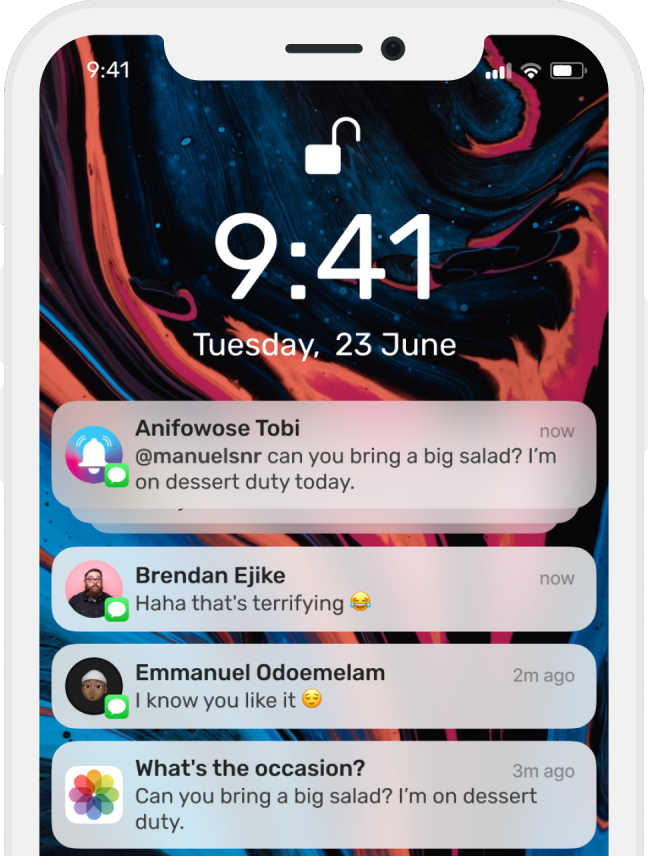 9:41
9:41
Tuesday, 23 June
Anifowose Tobi
now
@manuelsnr can you bring a big salad? I'm
on dessert duty today.
Brendan Ejike
now
Haha that's terrifying 😂
Emmanuel Odoemelam
2m ago
I know you like it 😌
What's the occasion?
3m ago
Can you bring a big salad? I'm on dessert
duty.